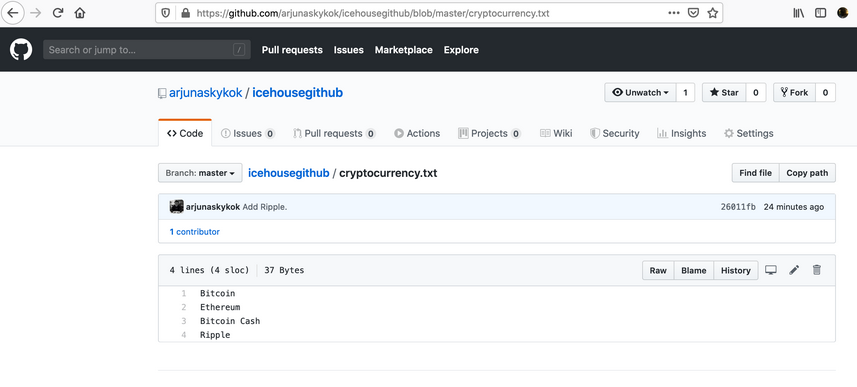 https://github.com/arjunaskykok/icehousegithub/blob/master/cryptocurrency.txt
Search or jump to... / Pull requests Issues Marketplace Explore
arjunaskykok / icehousegithub Unwatch 1 Star 0 Fork 0
Code Issues 0 Pull requests 0 Actions Projects 0 Wiki Security Insights Settings
Branch: master icehousegithub / cryptocurrency.txt Find file Copy path
arjunaskykok Add Ripple. 26011fb 24 minutes ago
1 contributor
4 lines (4 sloc) 37 Bytes Raw Blame History
1 Bitcoin
2 Ethereum
3 Bitcoin Cash
4 Ripple